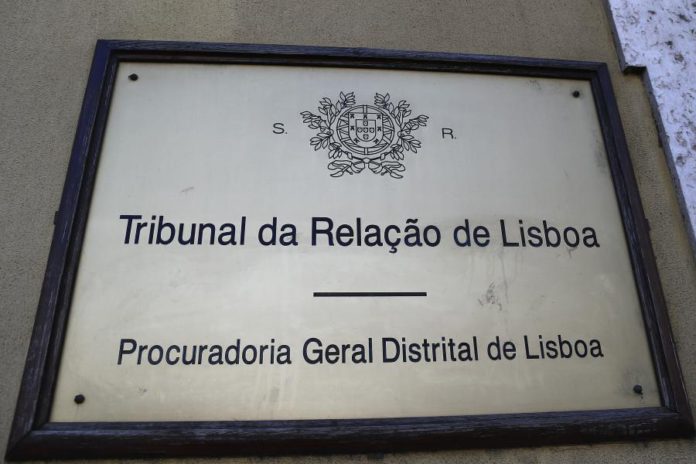 S. R.
Tribunal da Relação de Lisboa
Procuradoria Geral Distrital de Lisboa